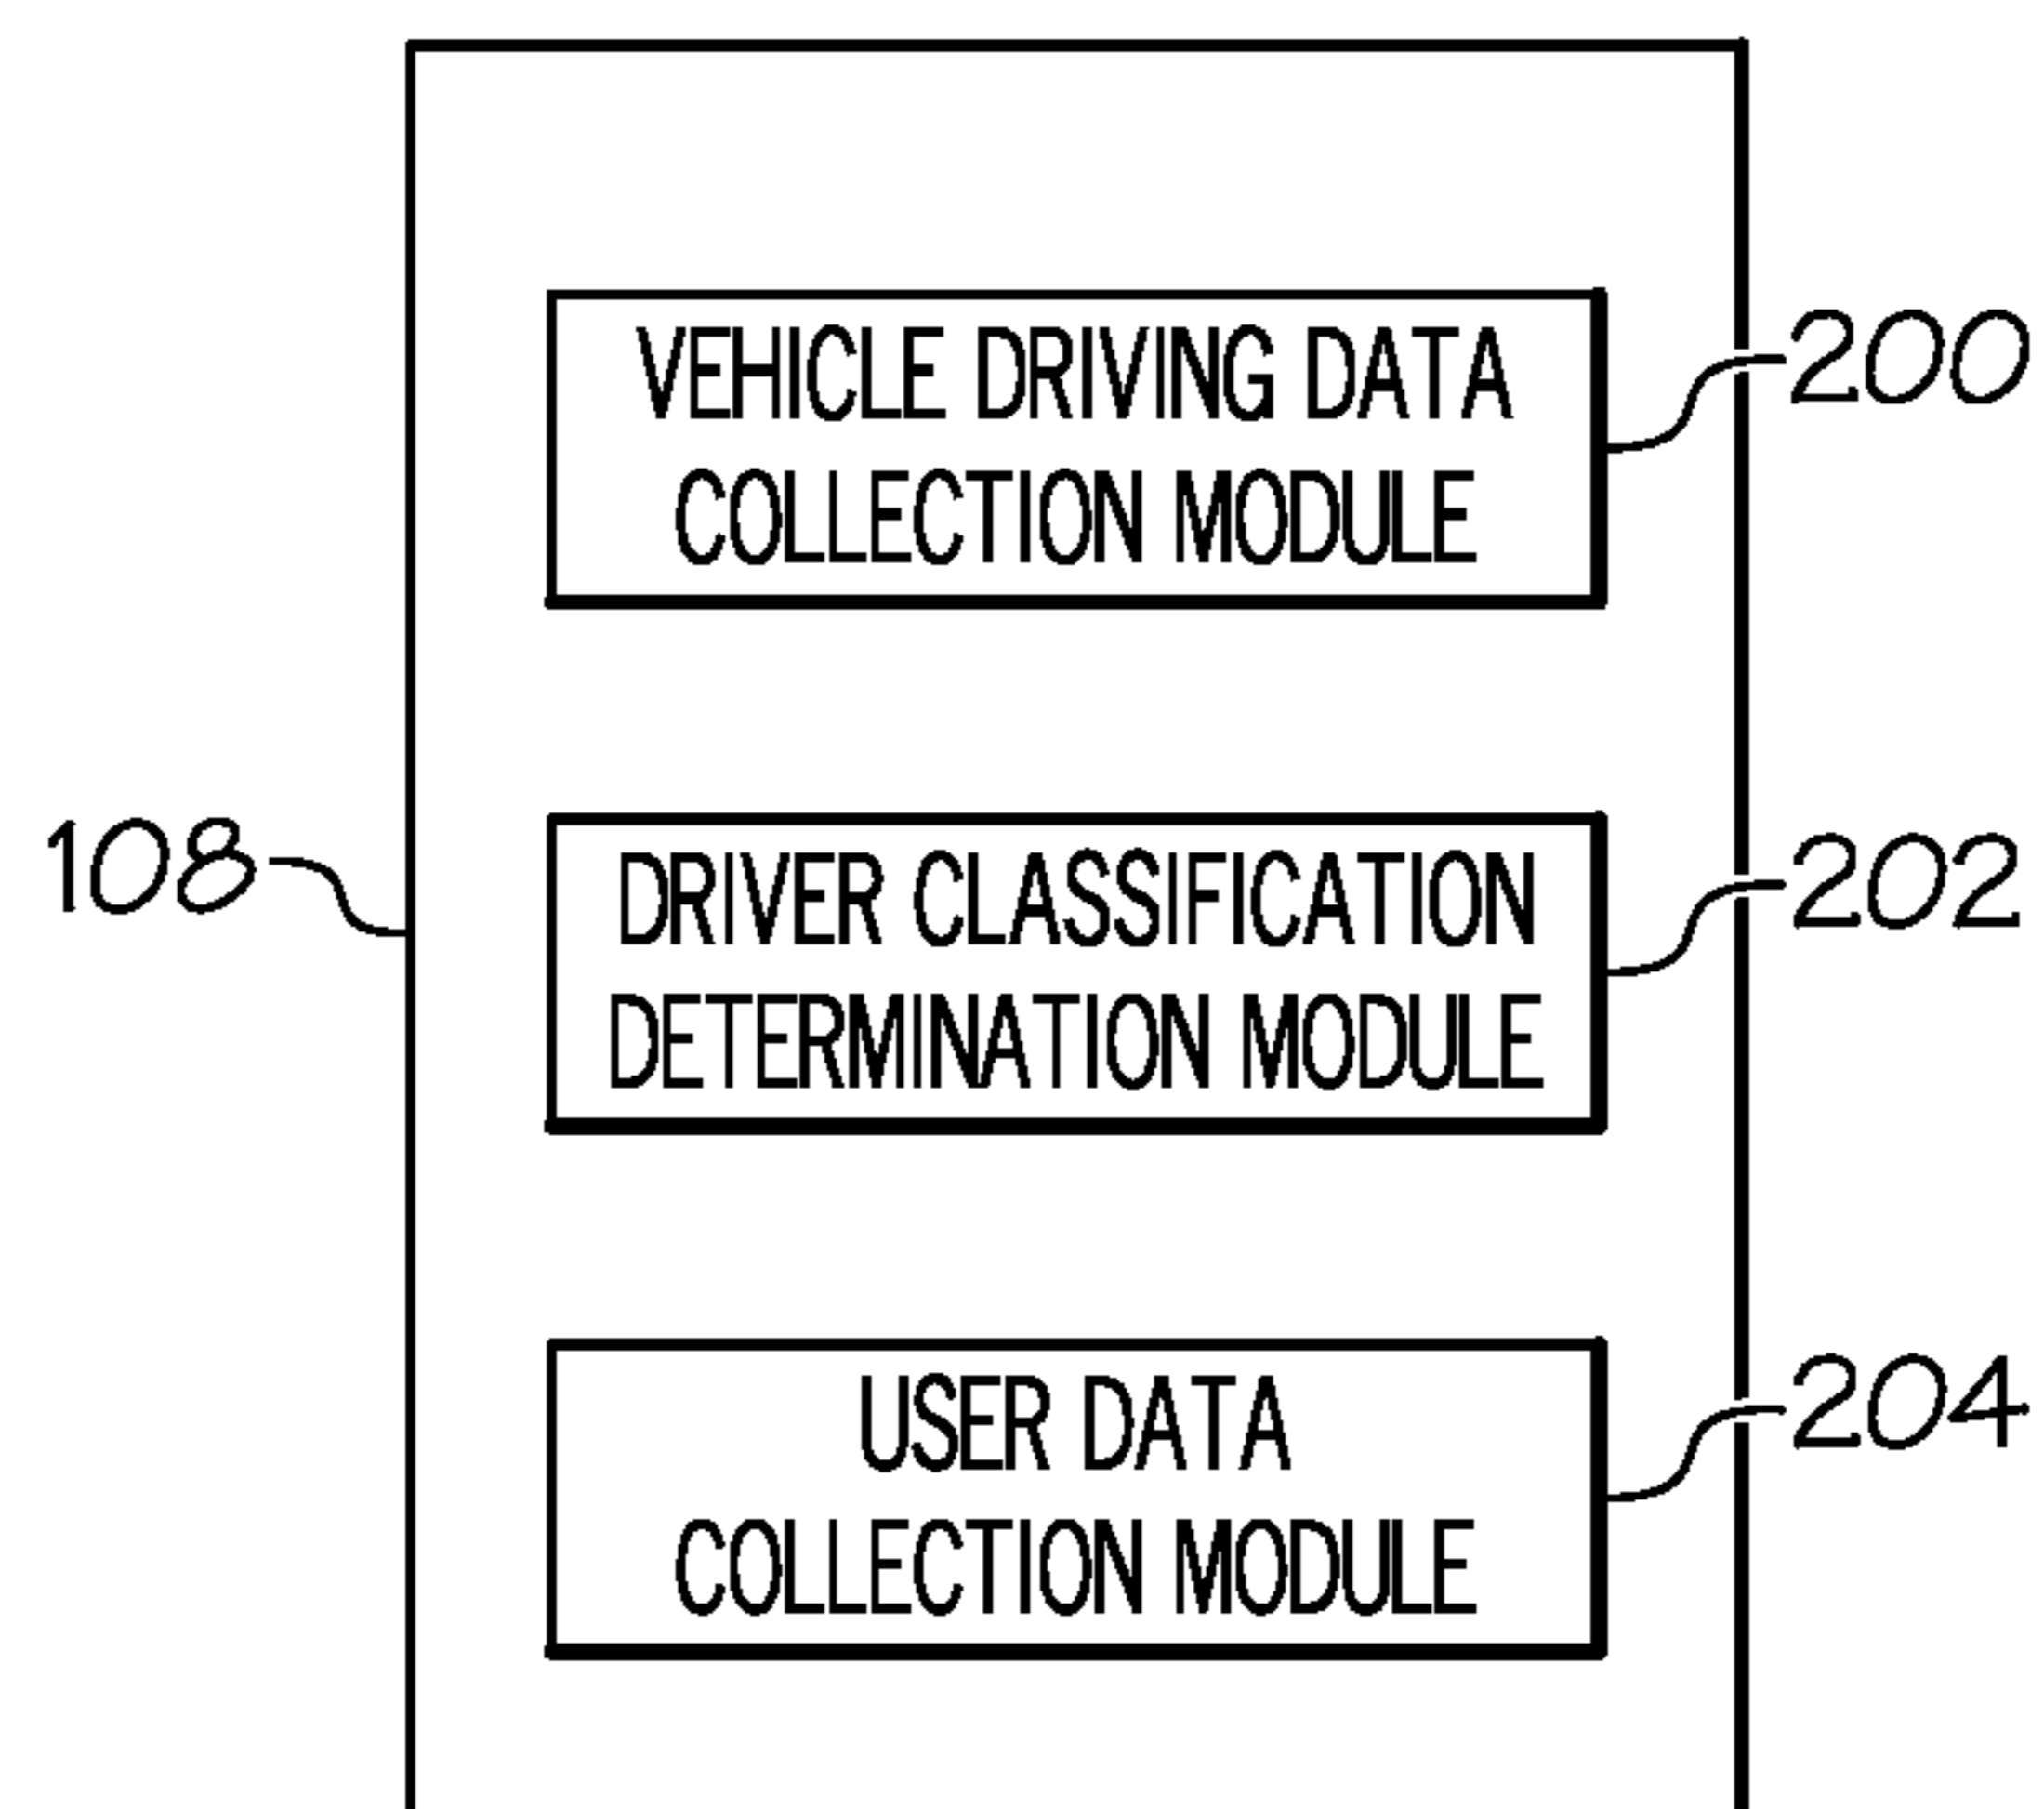 VEHICLE DRIVING DATA
COLLECTION MODULE
200
108
DRIVER CLASSIFICATION
DETERMINATION MODULE
202
USER DATA
COLLECTION MODULE
204